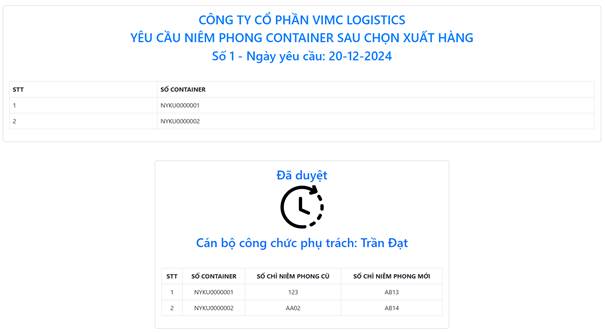 CÔNG TY CỔ PHẦN VIMC LOGISTICS
YÊU CẦU NIÊM PHONG CONTAINER SAU CHỌN XUẤT HÀNG
Số 1 - Ngày yêu cầu: 20-12-2024
STT SỐ CONTAINER
1 NYKU0000001
2 NYKU0000002
Đã duyệt
Cán bộ công chức phụ trách: Trần Đạt
STT SỐ CONTAINER SỐ CHÌ NIÊM PHONG CŨ SỐ CHÌ NIÊM PHONG MỚI
1 NYKU0000001 123 AB13
2 NYKU0000002 AA02 AB14